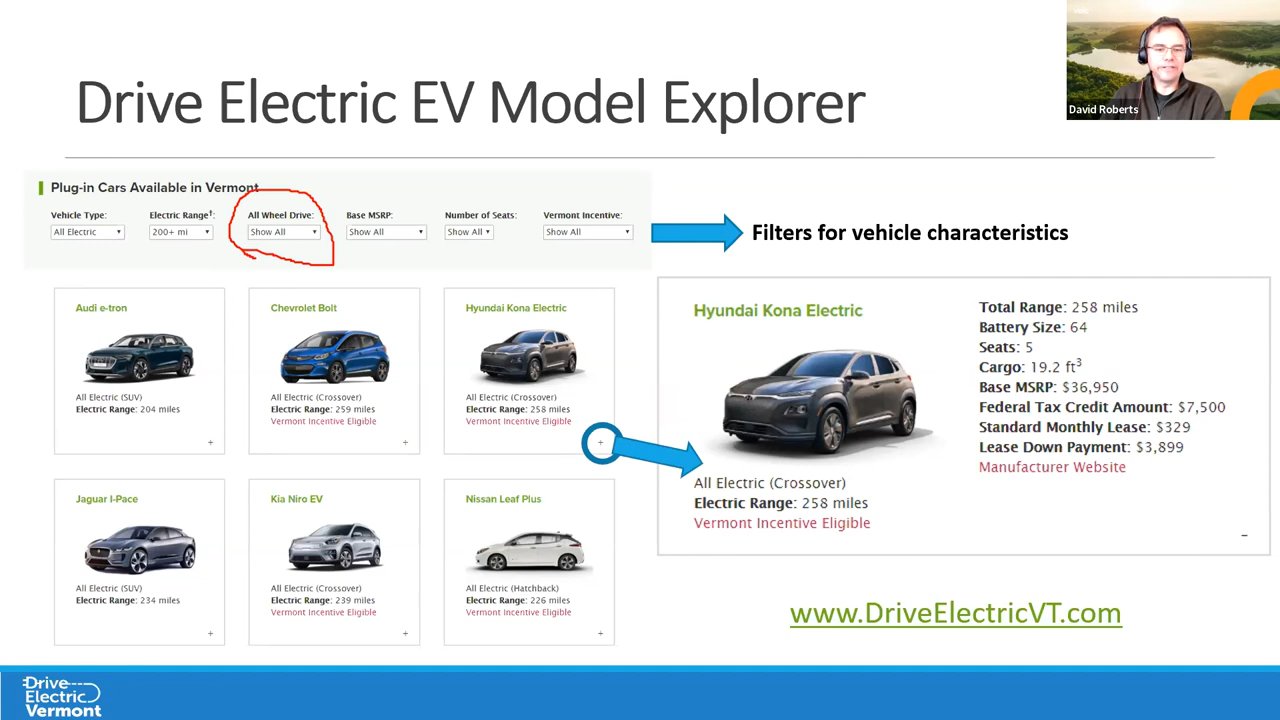 David Roberts
Drive Electric EV Model Explorer
Plug-in Cars Available in Vermont
Vehicle Type: Electric Range†: All Wheel Drive: Base MSRP: Number of Seats: Vermont Incentive:
All Electric 200+ mi Show All Show All Show All Show All
Filters for vehicle characteristics
Audi e-tron
All Electric (SUV)
Electric Range: 204 miles
+
Chevrolet Bolt
All Electric (Crossover)
Electric Range: 259 miles
Vermont Incentive Eligible
+
Hyundai Kona Electric
All Electric (Crossover)
Electric Range: 258 miles
Vermont Incentive Eligible
+
Jaguar I-Pace
All Electric (SUV)
Electric Range: 234 miles
+
Kia Niro EV
All Electric (Crossover)
Electric Range: 239 miles
Vermont Incentive Eligible
+
Nissan Leaf Plus
All Electric (Hatchback)
Electric Range: 226 miles
Vermont Incentive Eligible
+
Hyundai Kona Electric
All Electric (Crossover)
Electric Range: 258 miles
Vermont Incentive Eligible
Total Range: 258 miles
Battery Size: 64
Seats: 5
Cargo: 19.2 ft³
Base MSRP: $36,950
Federal Tax Credit Amount: $7,500
Standard Monthly Lease: $329
Lease Down Payment: $3,899
Manufacturer Website
–
www.DriveElectricVT.com
Drive
Electric
Vermont